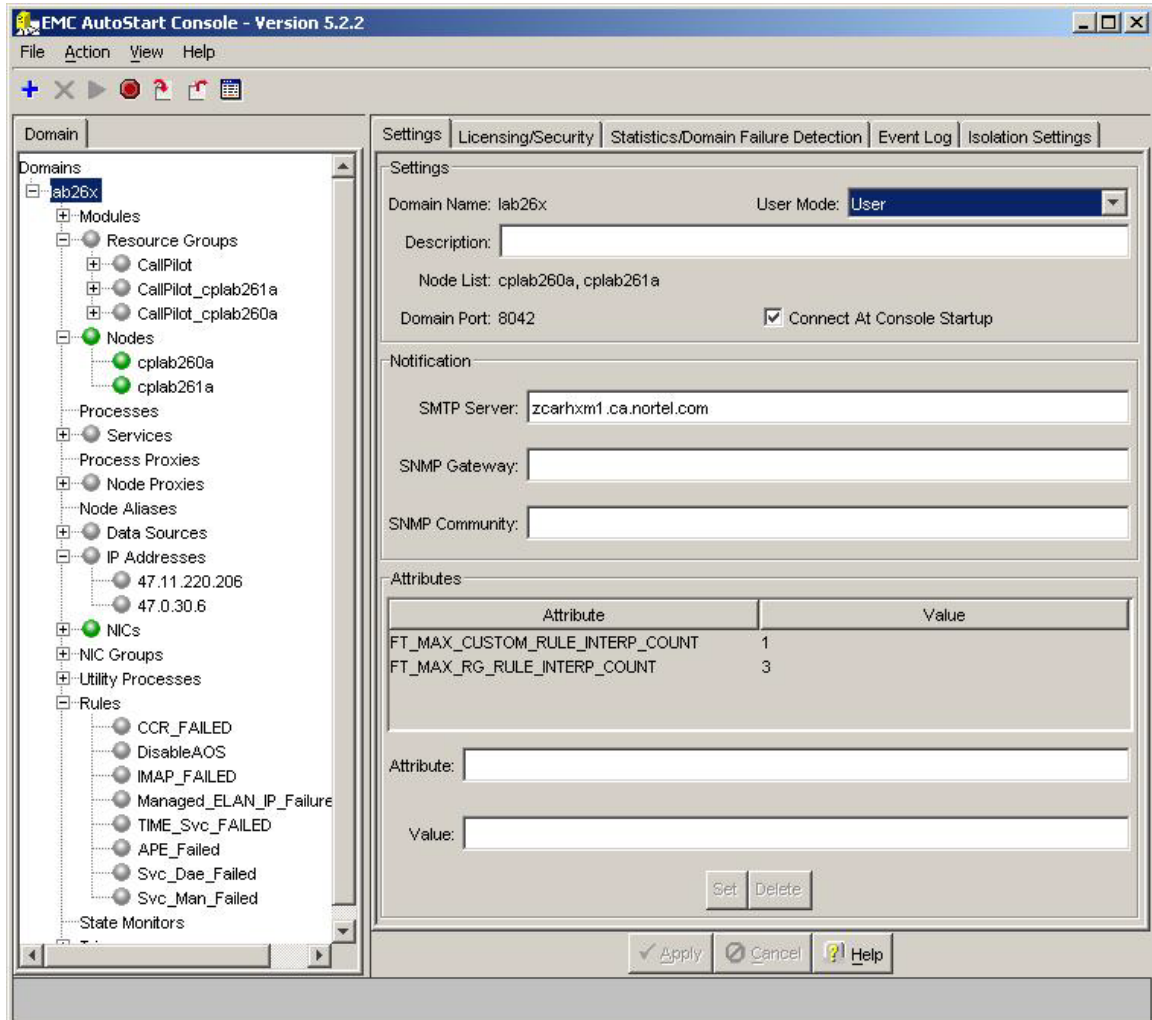 EMC AutoStart Console - Version 5.2.2
File Action View Help
Domain
Domains
lab26x
Modules
Resource Groups
CallPilot
CallPilot_cplab261a
CallPilot_cplab260a
Nodes
cplab260a
cplab261a
Processes
Services
Process Proxies
Node Proxies
Node Aliases
Data Sources
IP Addresses
47.11.220.206
47.0.30.6
NICs
NIC Groups
Utility Processes
Rules
CCR_FAILED
DisableAOS
IMAP_FAILED
Managed_ELAN_IP_Failure
TIME_Svc_FAILED
APE_Failed
Svc_Dae_Failed
Svc_Man_Failed
State Monitors
Settings Licensing/Security Statistics/Domain Failure Detection Event Log Isolation Settings
Settings
Domain Name: lab26x User Mode: User
Description:
Node List: cplab260a, cplab261a
Domain Port: 8042 Connect At Console Startup
Notification
SMTP Server: zcarhxm1.ca.nortel.com
SNMP Gateway:
SNMP Community:
Attributes
Attribute Value
FT_MAX_CUSTOM_RULE_INTERP_COUNT 1
FT_MAX_RG_RULE_INTERP_COUNT 3
Attribute:
Value:
Set Delete
Apply Cancel Help